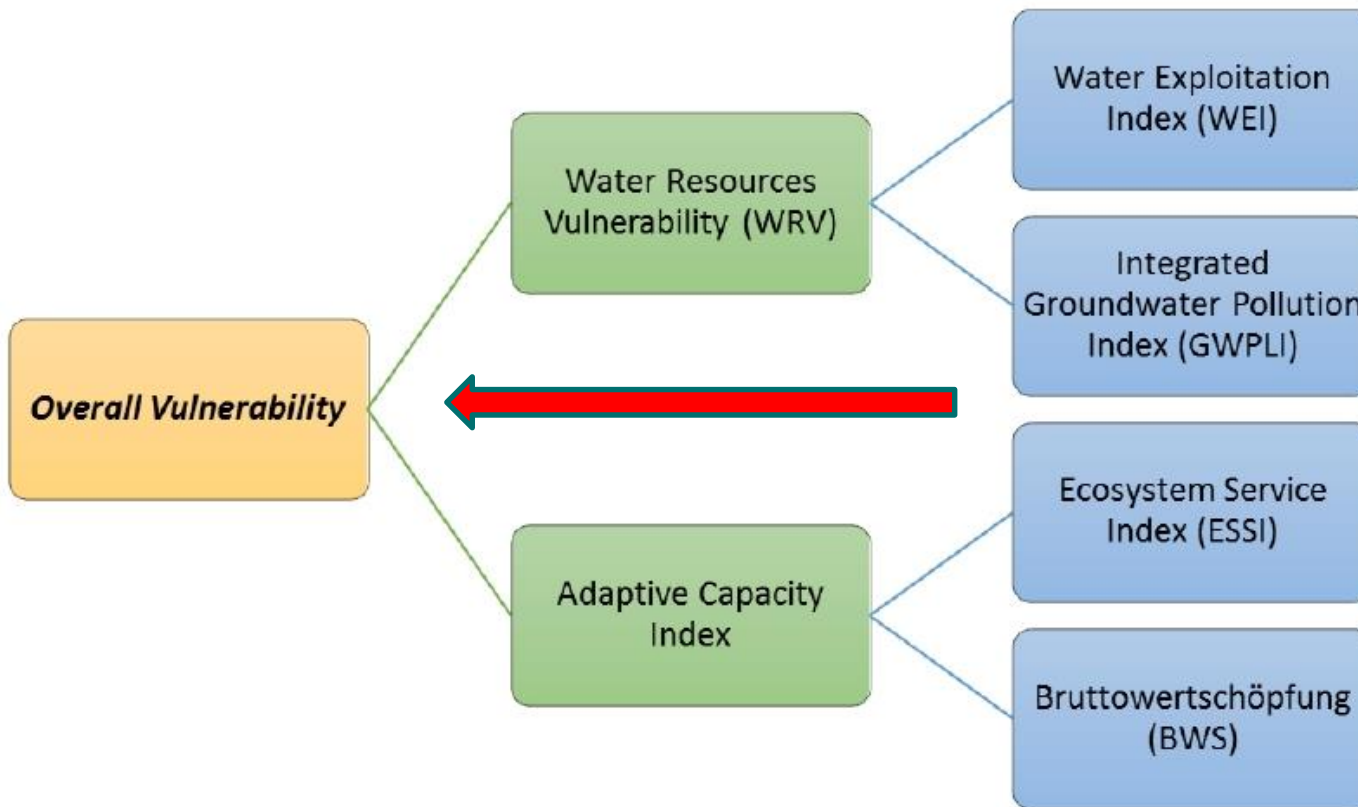 Overall Vulnerability
Water Resources
Vulnerability (WRV)
Adaptive Capacity
Index
Water Exploitation
Index (WEI)
Integrated
Groundwater Pollution
Index (GWPLI)
Ecosystem Service
Index (ESSI)
Bruttowertschöpfung
(BWS)